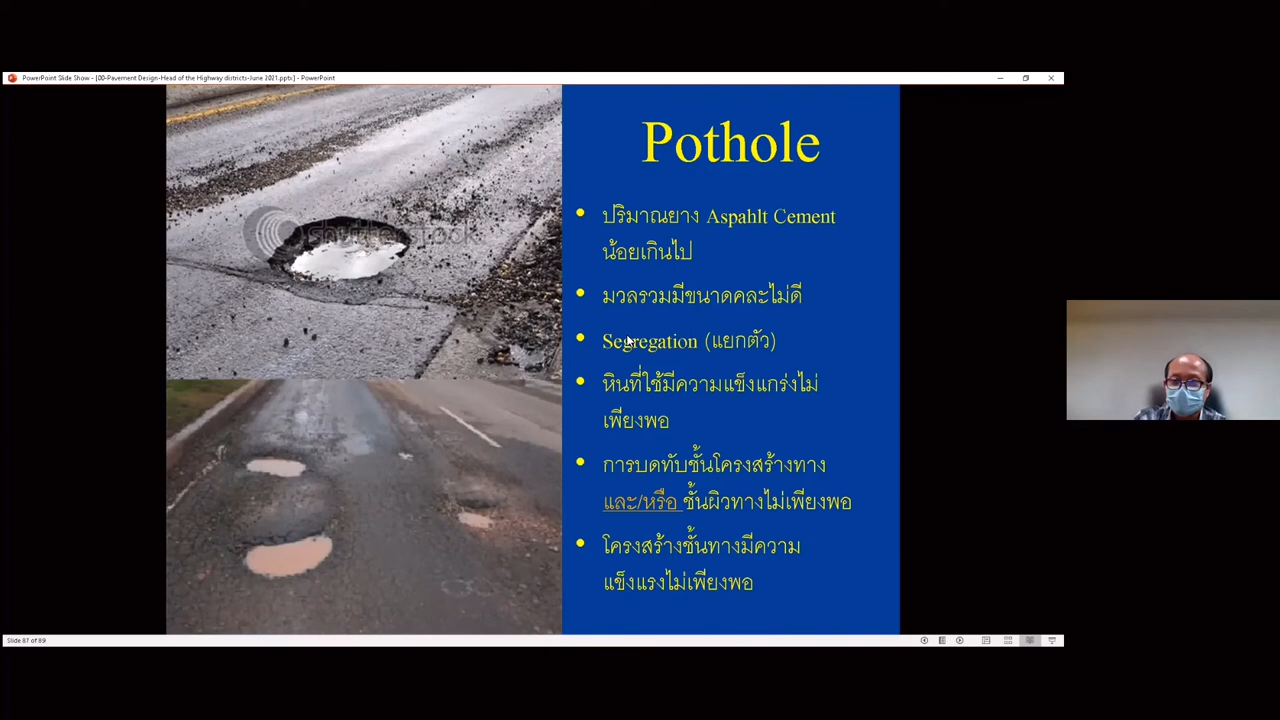 PowerPoint Slide Show - [00-Pavement Design-Head of the Highway districts-June 2021.pptx] - PowerPoint
Pothole
• ปริมาณยาง Aspahlt Cement
น้อยเกินไป
• มวลรวมมีขนาดคละไม่ดี
• Segregation (แยกตัว)
• หินที่ใช้มีความแข็งแกร่งไม่
เพียงพอ
• การบดทับชั้นโครงสร้างทาง
และ/หรือ ชั้นผิวทางไม่เพียงพอ
• โครงสร้างชั้นทางมีความ
แข็งแรงไม่เพียงพอ
shutterstock
Slide 87 of 89